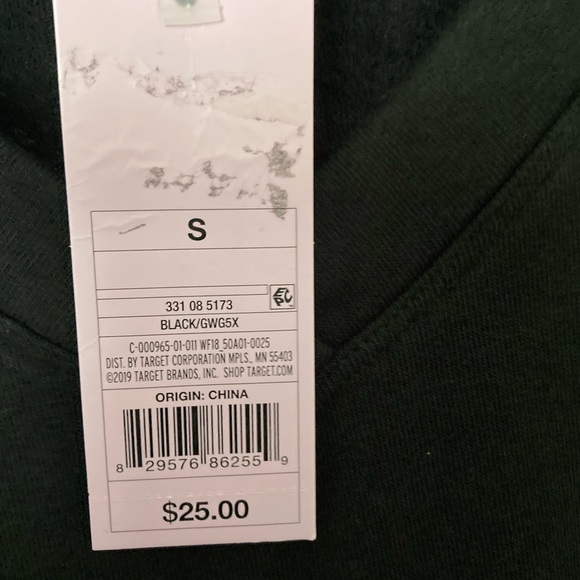 S
331 08 5173
BLACK/GWG5X
C-000965-01-011 WF18_50A01-0025
DIST. BY TARGET CORPORATION MPLS., MN 55403
©2019 TARGET BRANDS, INC. SHOP TARGET.COM
ORIGIN: CHINA
8 29576 86255 9
$25.00